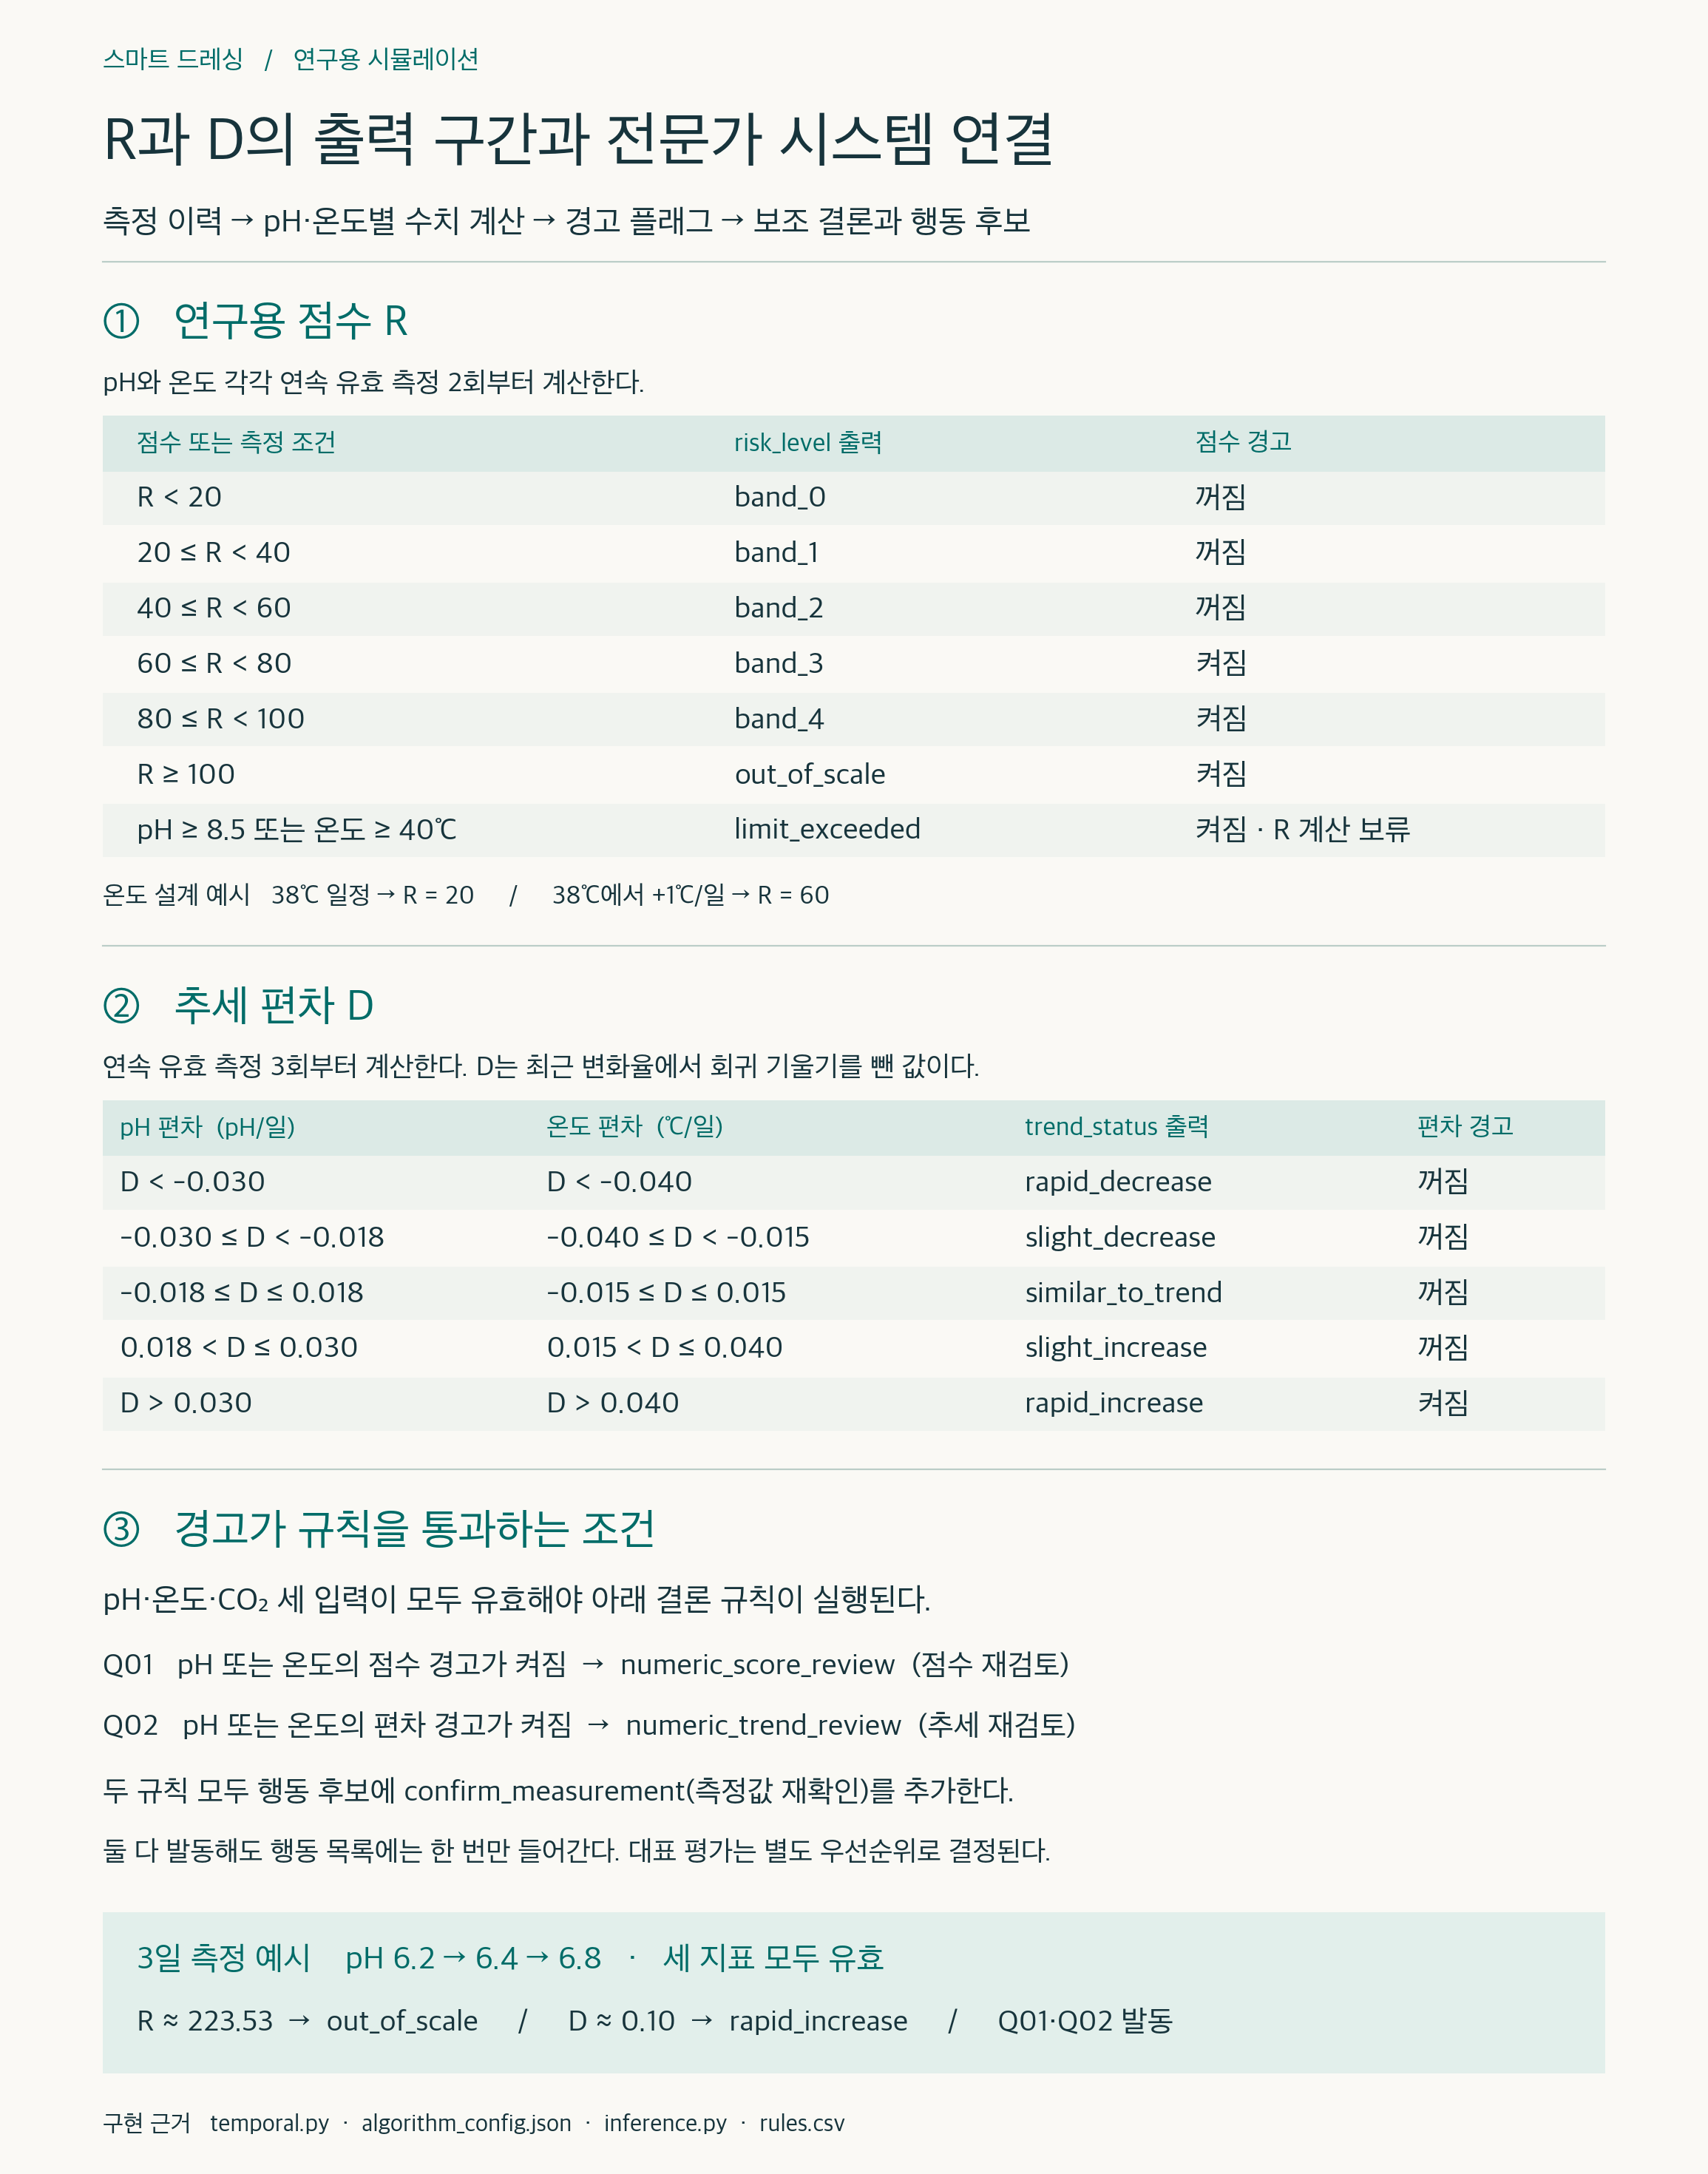 스마트 드레싱 / 연구용 시뮬레이션
R과 D의 출력 구간과 전문가 시스템 연결
측정 이력 → pH·온도별 수치 계산 → 경고 플래그 → 보조 결론과 행동 후보
① 연구용 점수 R
pH와 온도 각각 연속 유효 측정 2회부터 계산한다.
점수 또는 측정 조건 risk_level 출력 점수 경고
R < 20 band_0 꺼짐
20 ≤ R < 40 band_1 꺼짐
40 ≤ R < 60 band_2 꺼짐
60 ≤ R < 80 band_3 켜짐
80 ≤ R < 100 band_4 켜짐
R ≥ 100 out_of_scale 켜짐
pH ≥ 8.5 또는 온도 ≥ 40℃ limit_exceeded 켜짐 · R 계산 보류
온도 설계 예시 38℃ 일정 → R = 20 / 38℃에서 +1℃/일 → R = 60
② 추세 편차 D
연속 유효 측정 3회부터 계산한다. D는 최근 변화율에서 회귀 기울기를 뺀 값이다.
pH 편차 (pH/일) 온도 편차 (℃/일) trend_status 출력 편차 경고
D < -0.030 D < -0.040 rapid_decrease 꺼짐
-0.030 ≤ D < -0.018 -0.040 ≤ D < -0.015 slight_decrease 꺼짐
-0.018 ≤ D ≤ 0.018 -0.015 ≤ D ≤ 0.015 similar_to_trend 꺼짐
0.018 < D ≤ 0.030 0.015 < D ≤ 0.040 slight_increase 꺼짐
D > 0.030 D > 0.040 rapid_increase 켜짐
③ 경고가 규칙을 통과하는 조건
pH·온도·CO₂ 세 입력이 모두 유효해야 아래 결론 규칙이 실행된다.
Q01 pH 또는 온도의 점수 경고가 켜짐 → numeric_score_review (점수 재검토)
Q02 pH 또는 온도의 편차 경고가 켜짐 → numeric_trend_review (추세 재검토)
두 규칙 모두 행동 후보에 confirm_measurement(측정값 재확인)를 추가한다.
둘 다 발동해도 행동 목록에는 한 번만 들어간다. 대표 평가는 별도 우선순위로 결정된다.
3일 측정 예시 pH 6.2 → 6.4 → 6.8 · 세 지표 모두 유효
R ≈ 223.53 → out_of_scale / D ≈ 0.10 → rapid_increase / Q01·Q02 발동
구현 근거 temporal.py · algorithm_config.json · inference.py · rules.csv